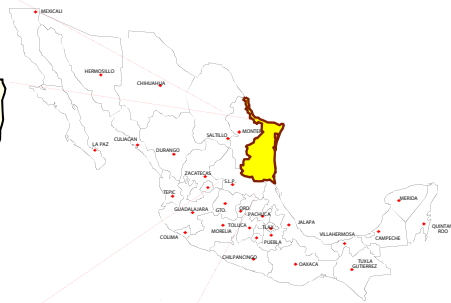 MEXICALI
HERMOSILLO
CHIHUAHUA
LA PAZ
CULIACAN
DURANGO
SALTILLO
MONTER
ZACATECAS
S.L.P.
TEPIC
GUADALAJARA
GTO.
QRO
PACHUCA
COLIMA
MORELIA
TOLUCA
TLAX
PUEBLA
JALAPA
CHILPANCINGO
OAXACA
VILLAHERMOSA
TUXLA
GUTIERREZ
CAMPECHE
MERIDA
QUINTAN
ROO